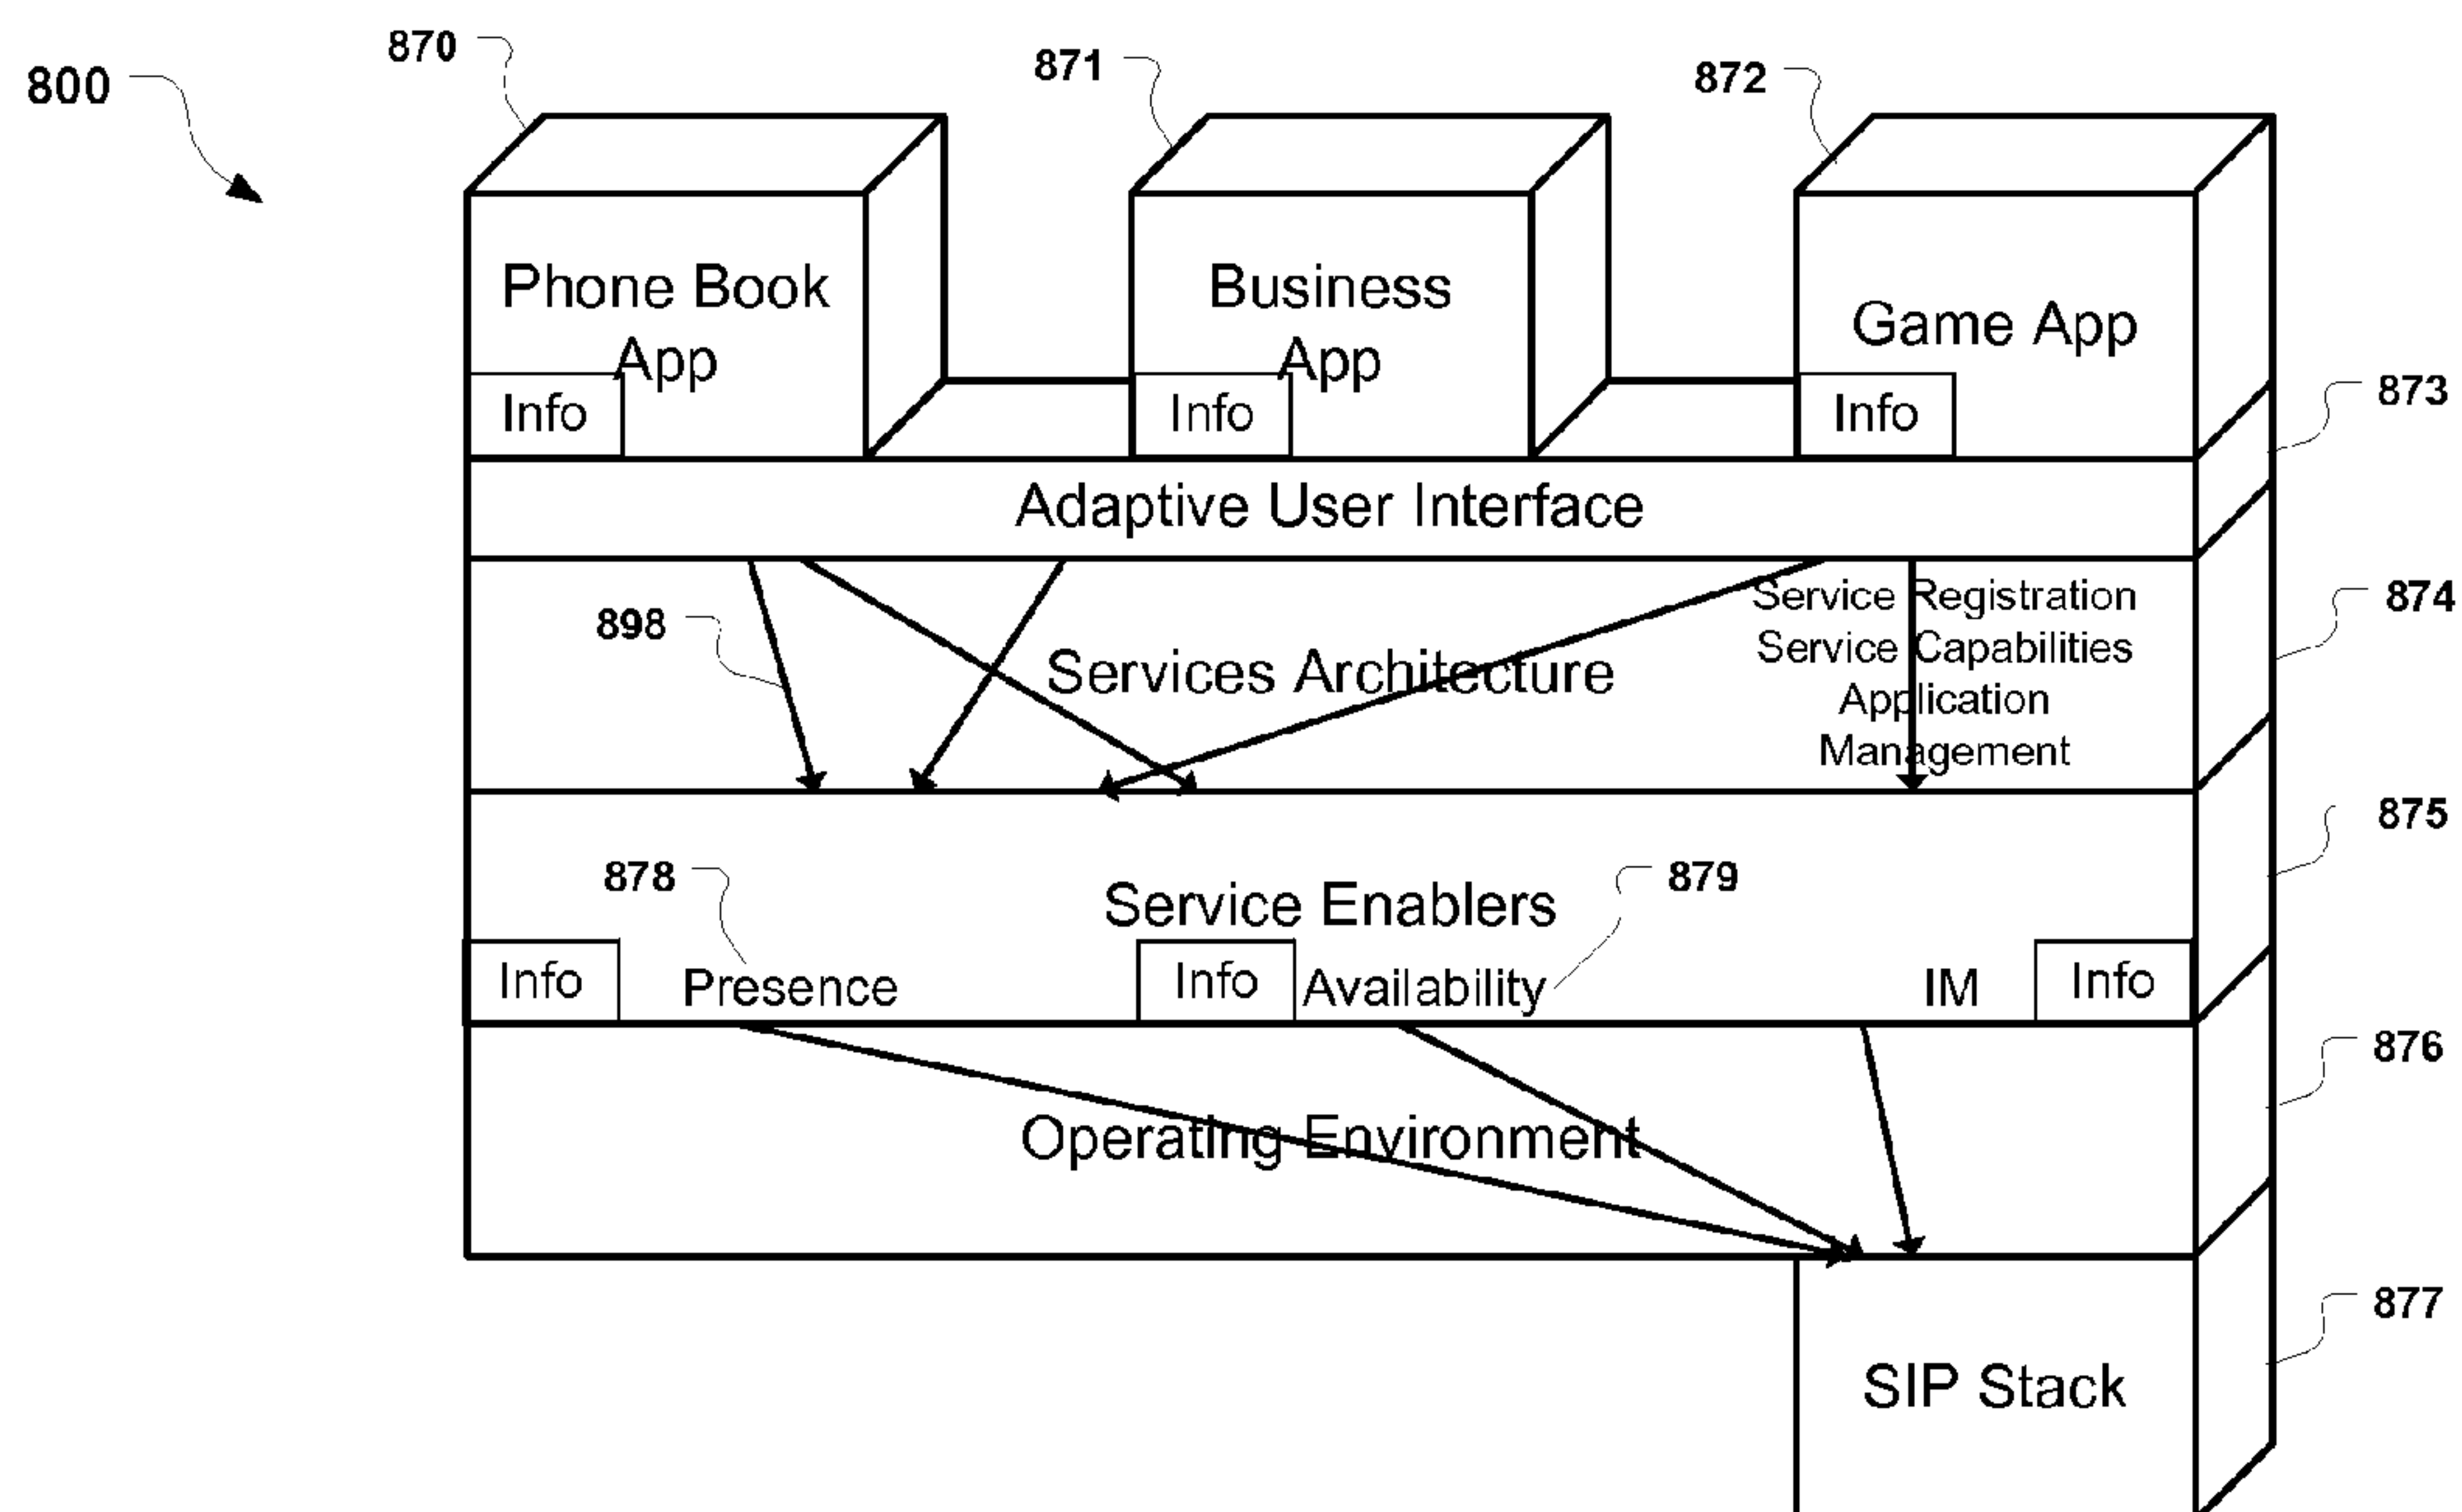 800
870
871
872
Phone Book
App
Business
App
Game App
Info
Info
Info
873
Adaptive User Interface
898
Services Architecture
Service Registration
Service Capabilities
Application
Management
874
875
878
Service Enablers
879
Info
Presence
Info
Availability
IM
Info
876
Operating Environment
877
SIP Stack